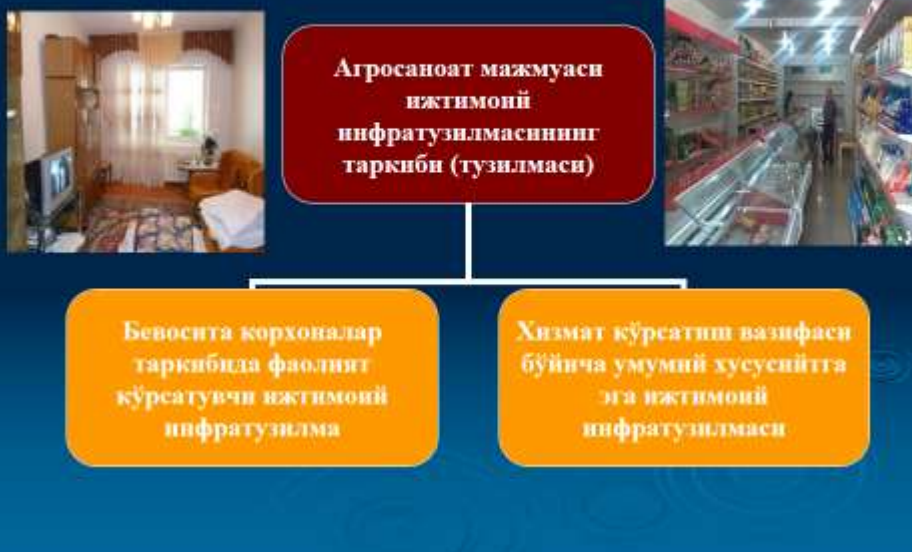 Агросаноат мажмуаси
ижтимоий
инфратузилмасининг
таркиби (тузилмаси)
Бевосита корхоналар
таркибида фаолият
кўрсатувчи ижтимоий
инфратузилма
Хизмат кўрсатиш вазифаси
бўйича умумий хусусийтга
эга ижтимоий
инфратузилмаси